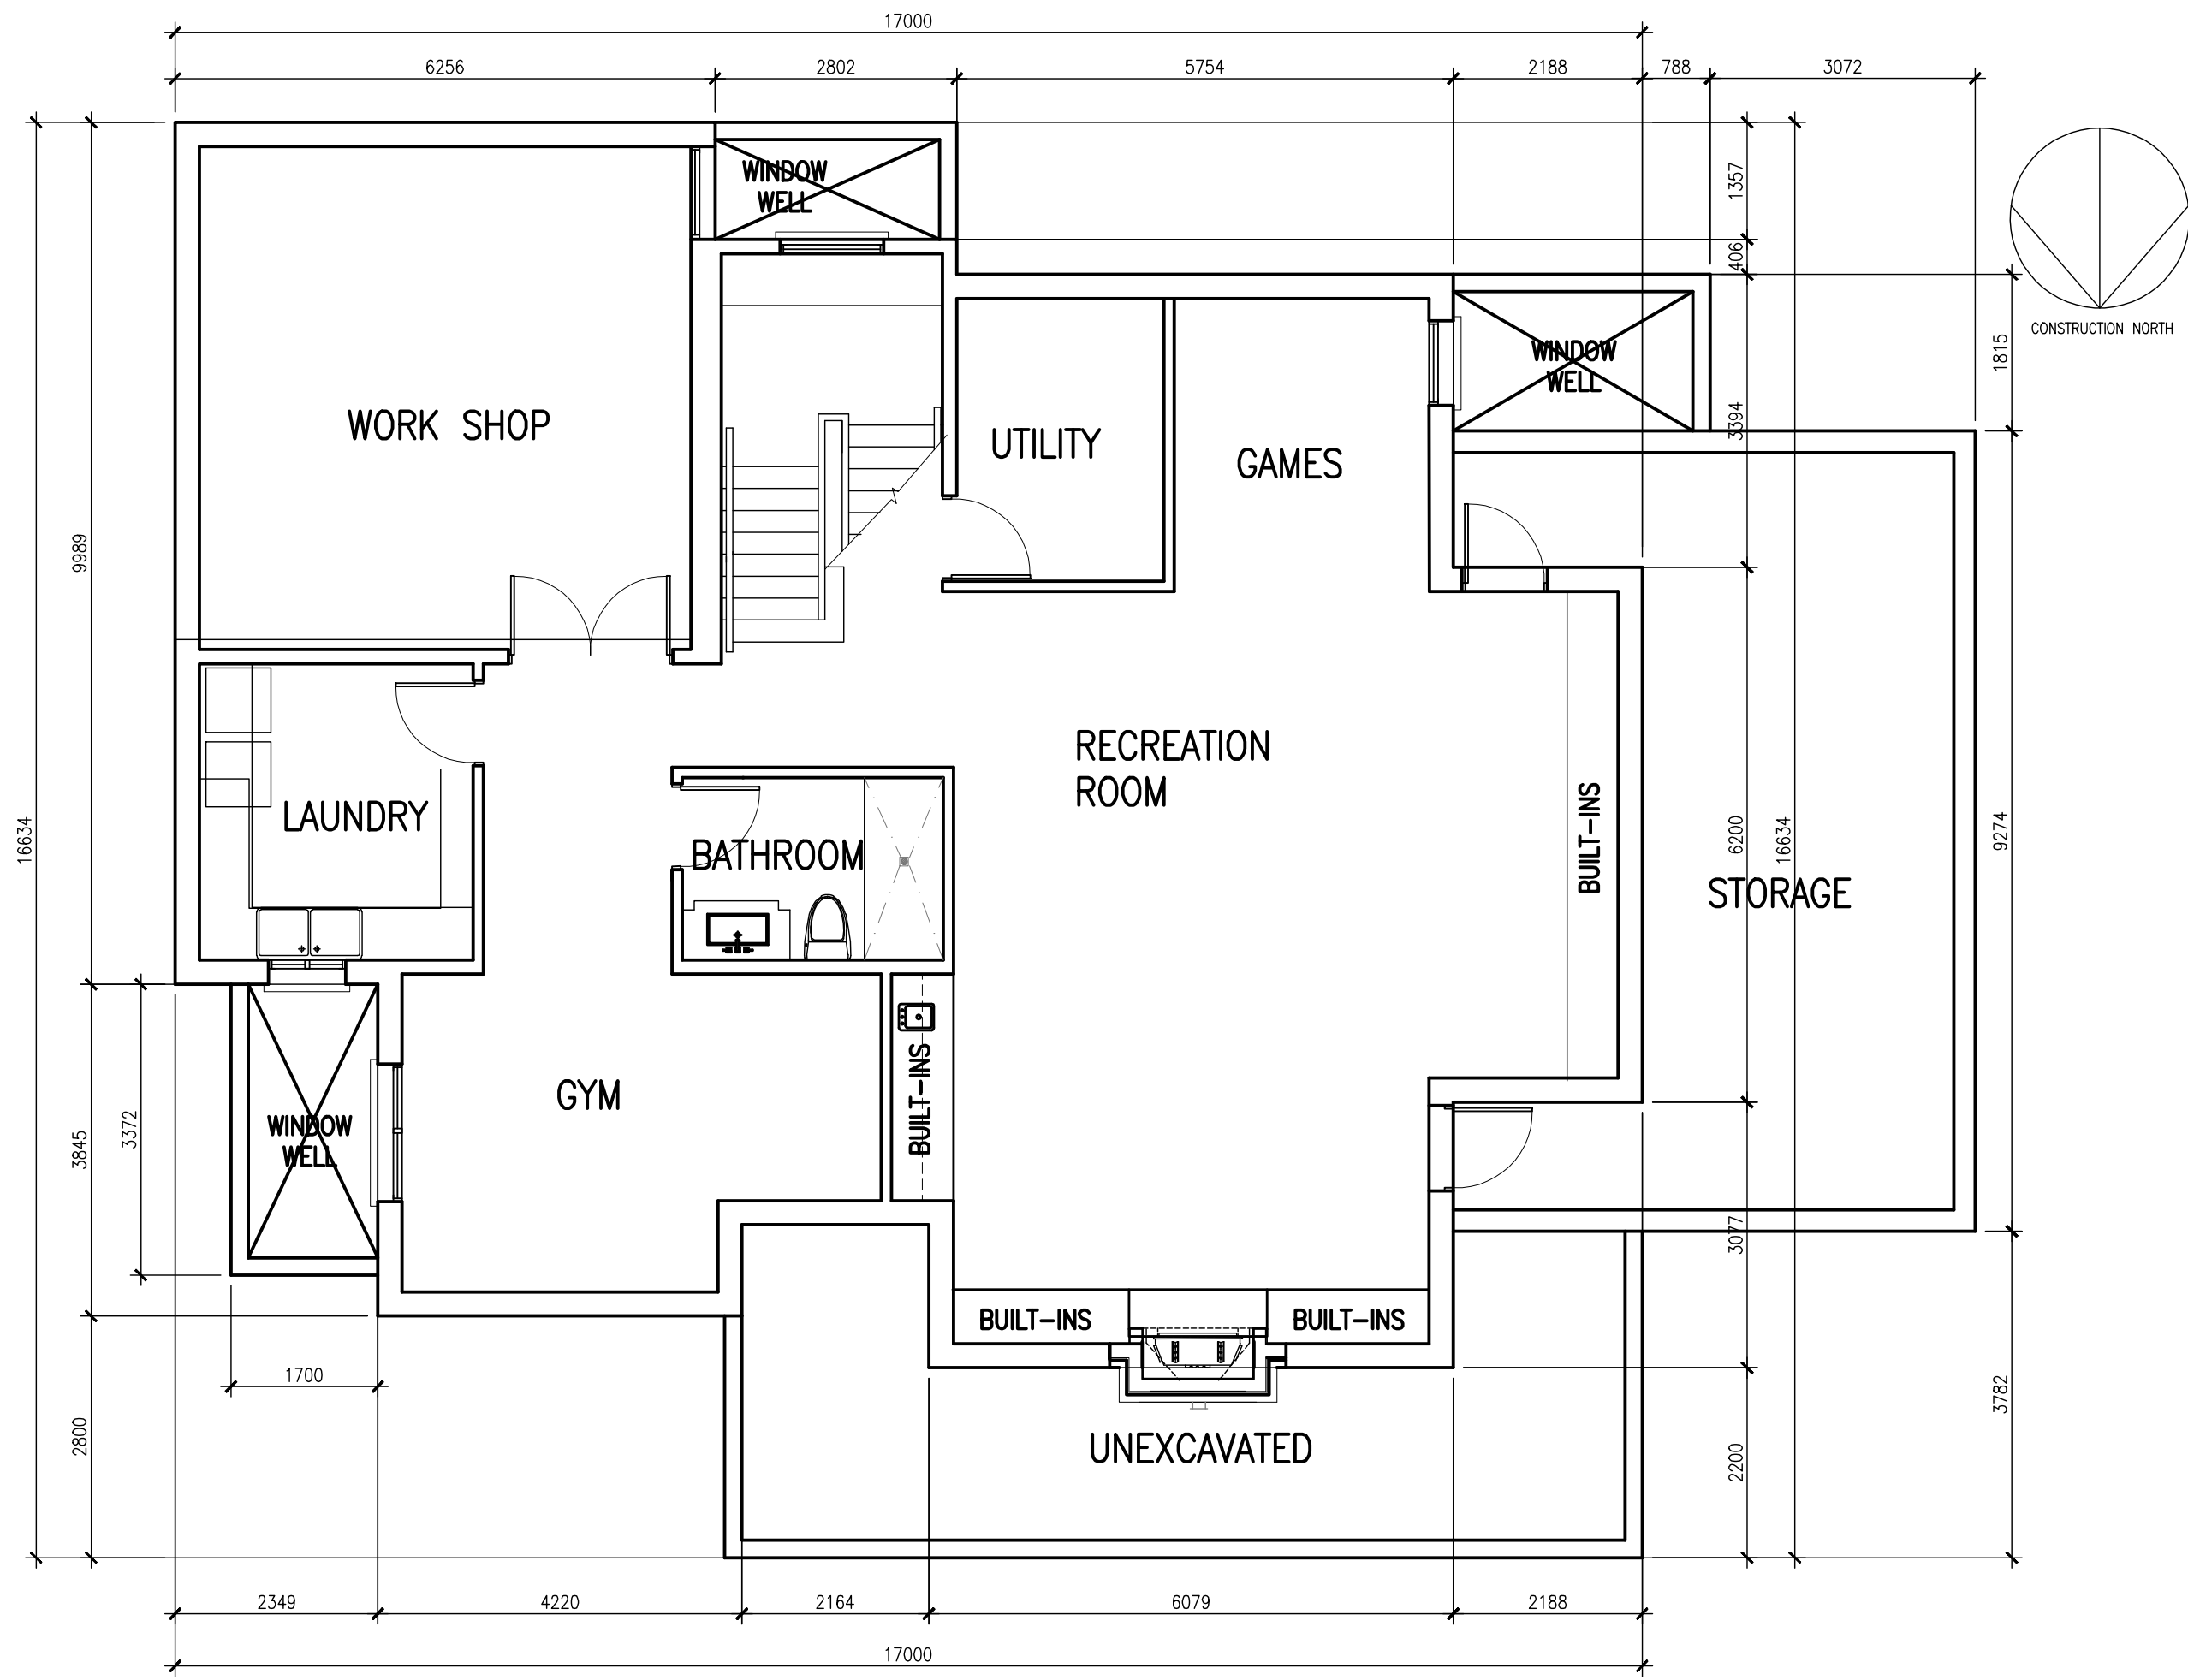 17000
6256
2802
5754
2188
788
3072
WINDOW
WELL
1357
406
CONSTRUCTION NORTH
WINDOW
WELL
1815
3394
WORK SHOP
UTILITY
GAMES
9989
RECREATION
ROOM
LAUNDRY
BATHROOM
BUILT-INS
STORAGE
16634
6200
16634
9274
GYM
BUILT-INS
WINDOW
WELL
3372
3845
3077
BUILT-INS
BUILT-INS
1700
2800
UNEXCAVATED
2200
3782
2349
4220
2164
6079
2188
17000